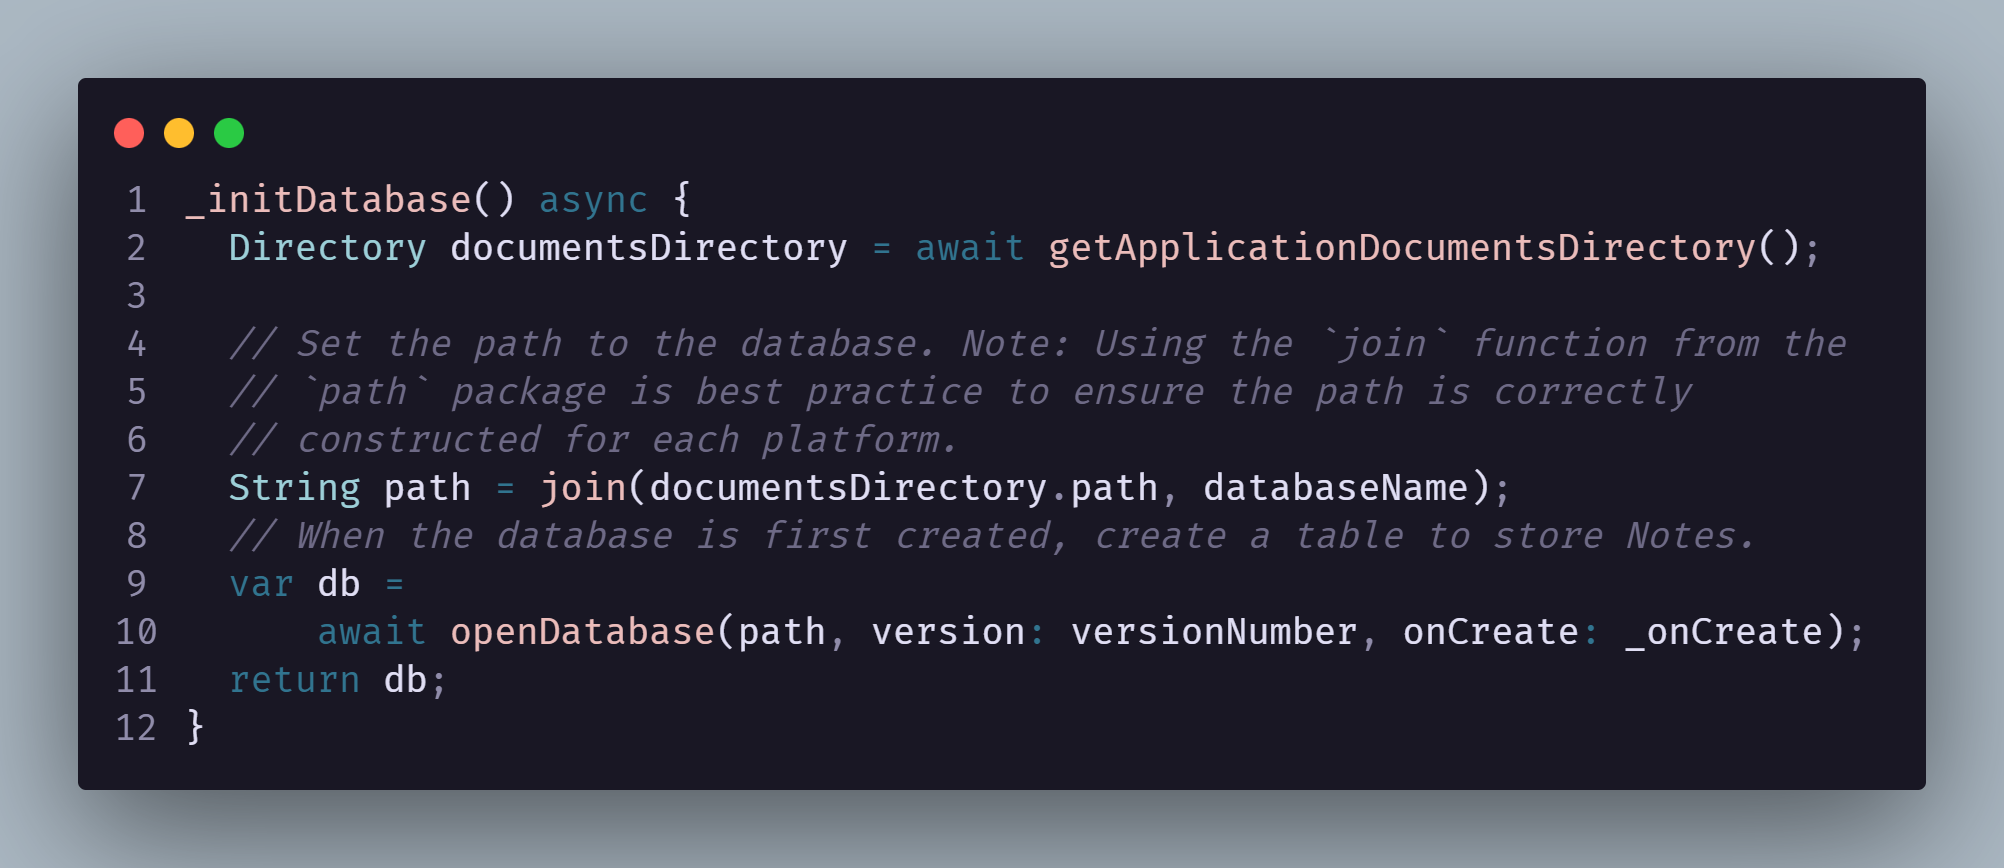 1 _initDatabase() async {
2   Directory documentsDirectory = await getApplicationDocumentsDirectory();
3
4   // Set the path to the database. Note: Using the `join` function from the
5   // `path` package is best practice to ensure the path is correctly
6   // constructed for each platform.
7   String path = join(documentsDirectory.path, databaseName);
8   // When the database is first created, create a table to store Notes.
9   var db =
10       await openDatabase(path, version: versionNumber, onCreate: _onCreate);
11   return db;
12 }